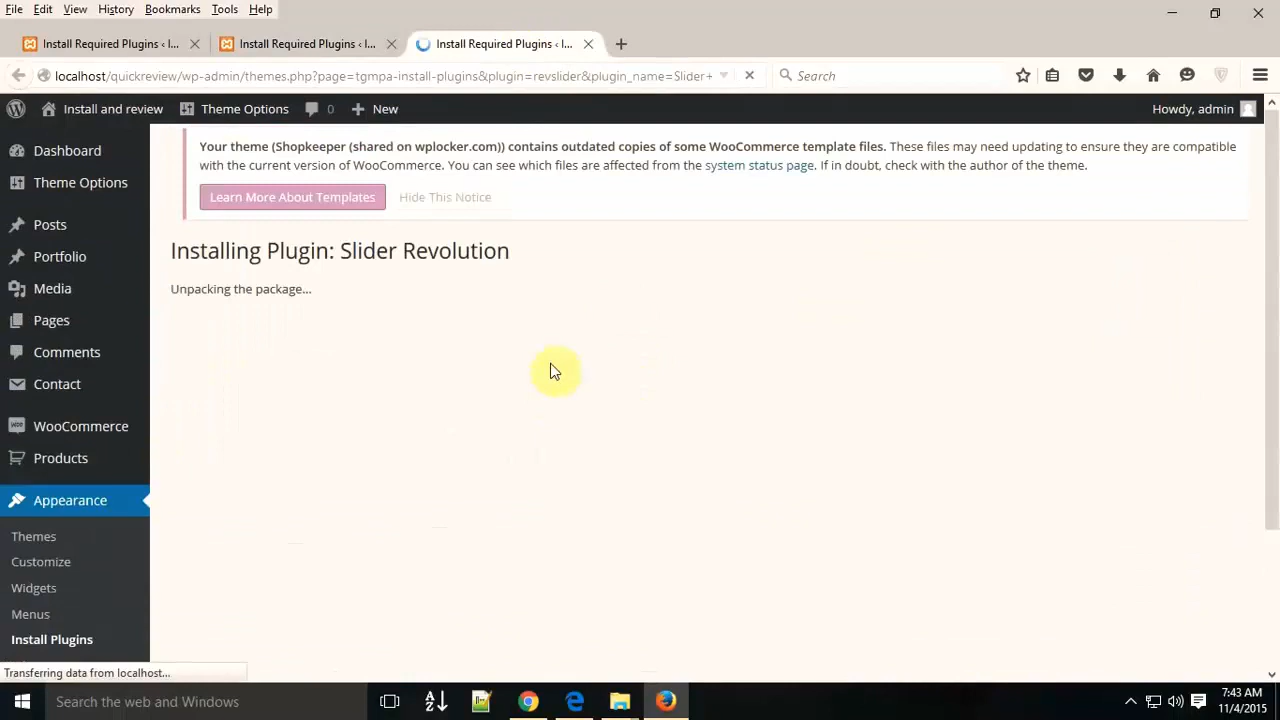 File Edit View History Bookmarks Tools Help
Install Required Plugins ‹ I... Install Required Plugins ‹ I... Install Required Plugins ‹ I...
localhost/quickreview/wp-admin/themes.php?page=tgmpa-install-plugins&plugin=revslider&plugin_name=Slider+ Search
Install and review Theme Options 0 New Howdy, admin
Dashboard
Theme Options
Posts
Portfolio
Media
Pages
Comments
Contact
WooCommerce
Products
Appearance
Themes
Customize
Widgets
Menus
Install Plugins
Your theme (Shopkeeper (shared on wplocker.com)) contains outdated copies of some WooCommerce template files. These files may need updating to ensure they are compatible
with the current version of WooCommerce. You can see which files are affected from the system status page. If in doubt, check with the author of the theme.
Learn More About Templates Hide This Notice
Installing Plugin: Slider Revolution
Unpacking the package...
Transferring data from localhost...
Search the web and Windows
7:43 AM
11/4/2015